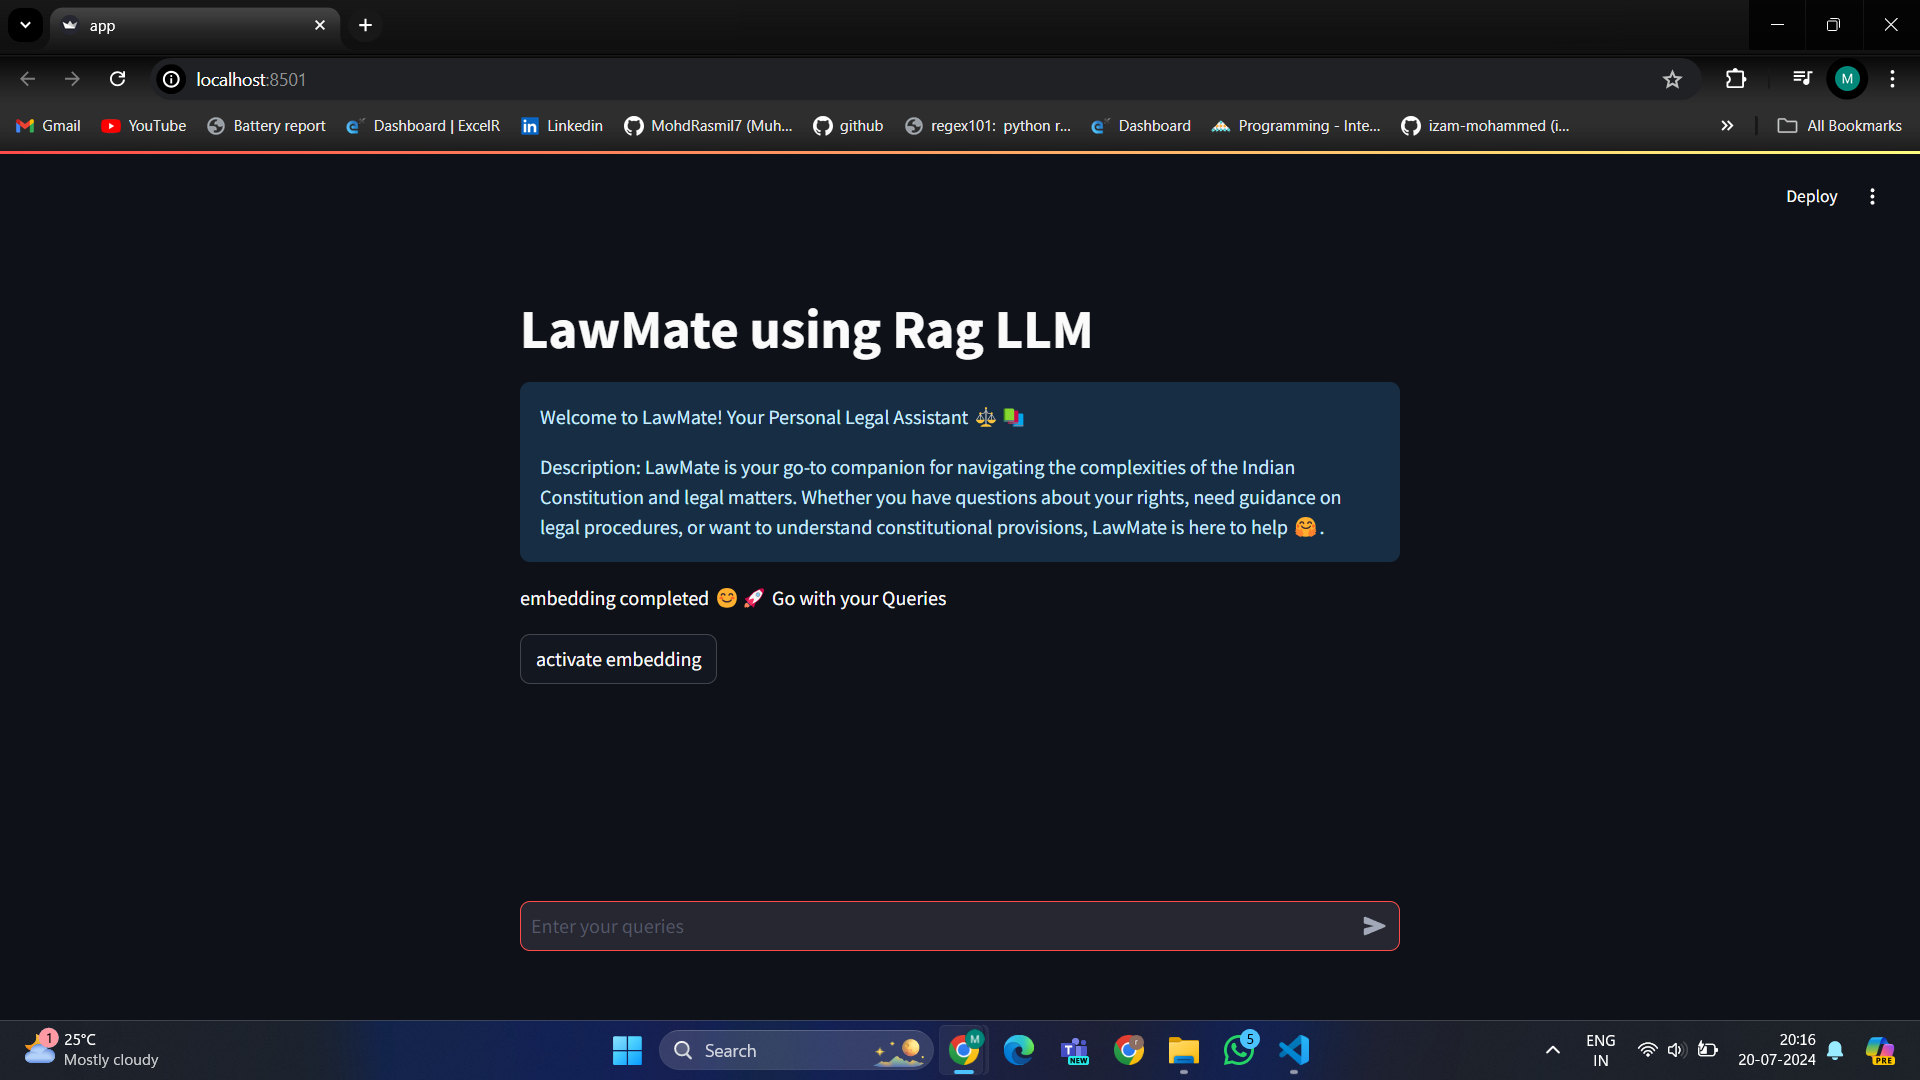 app
localhost:8501
Gmail
YouTube
Battery report
Dashboard | ExcelR
Linkedin
MohdRasmil7 (Muh...
github
regex101: python r...
Dashboard
Programming - Inte...
izam-mohammed (i...
All Bookmarks
M
Deploy
LawMate using Rag LLM
Welcome to LawMate! Your Personal Legal Assistant ⚖️ 📚
Description: LawMate is your go-to companion for navigating the complexities of the Indian
Constitution and legal matters. Whether you have questions about your rights, need guidance on
legal procedures, or want to understand constitutional provisions, LawMate is here to help 🤗 .
embedding completed 😊 🚀 Go with your Queries
activate embedding
Enter your queries
1
25°C
Mostly cloudy
Search
M
NEW
5
ENG
IN
20:16
20-07-2024
PRE